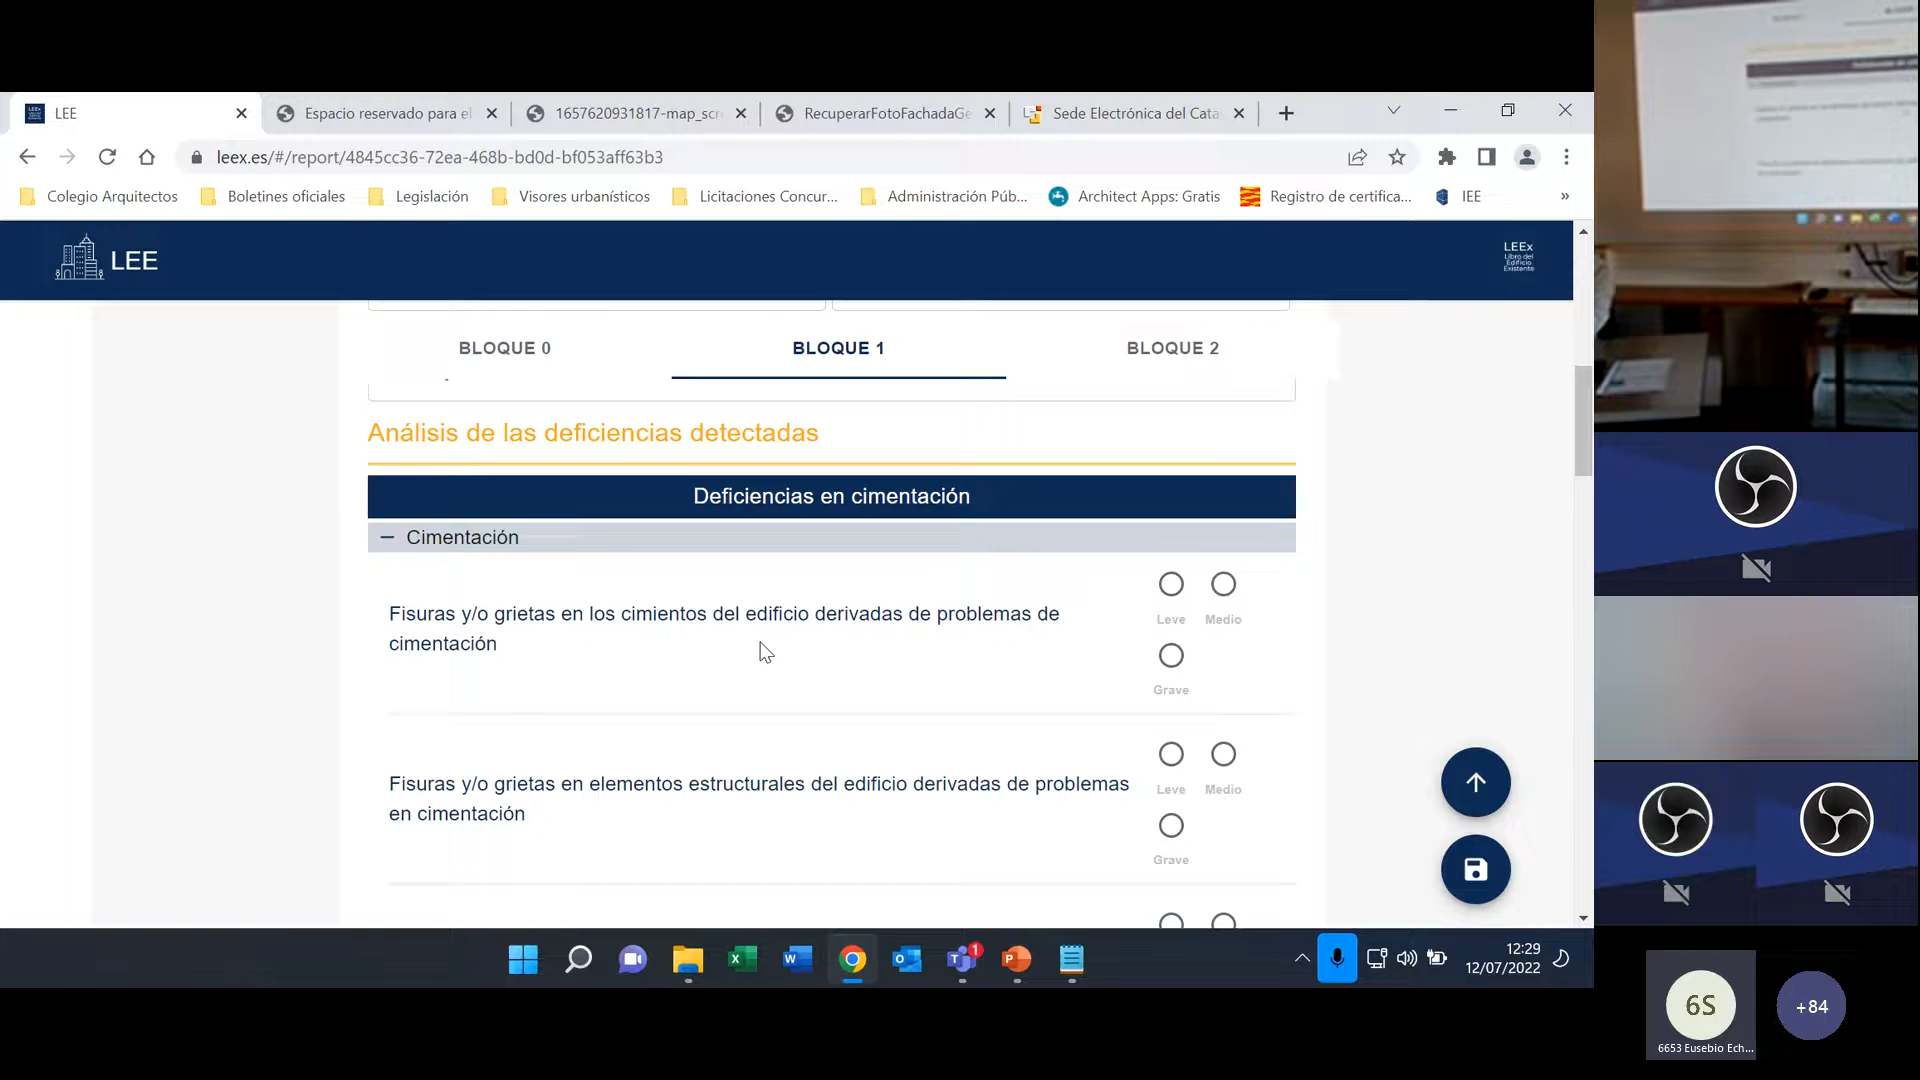 LEE
Espacio reservado para el
1657620931817-map_scr
RecuperarFotoFachadaGe
Sede Electrónica del Cata
leex.es/#/report/4845cc36-72ea-468b-bd0d-bf053aff63b3
Colegio Arquitectos
Boletines oficiales
Legislación
Visores urbanísticos
Licitaciones Concur...
Administración Púb...
Architect Apps: Gratis
Registro de certifica...
IEE
»
LEE
LEEx
Libro del
Edificio
Existente
BLOQUE 0
BLOQUE 1
BLOQUE 2
Análisis de las deficiencias detectadas
Deficiencias en cimentación
− Cimentación
Fisuras y/o grietas en los cimientos del edificio derivadas de problemas de
cimentación
Leve
Medio
Grave
Fisuras y/o grietas en elementos estructurales del edificio derivadas de problemas
en cimentación
Leve
Medio
Grave
12:29
12/07/2022
1
6S
6653 Eusebio Ech...
+84